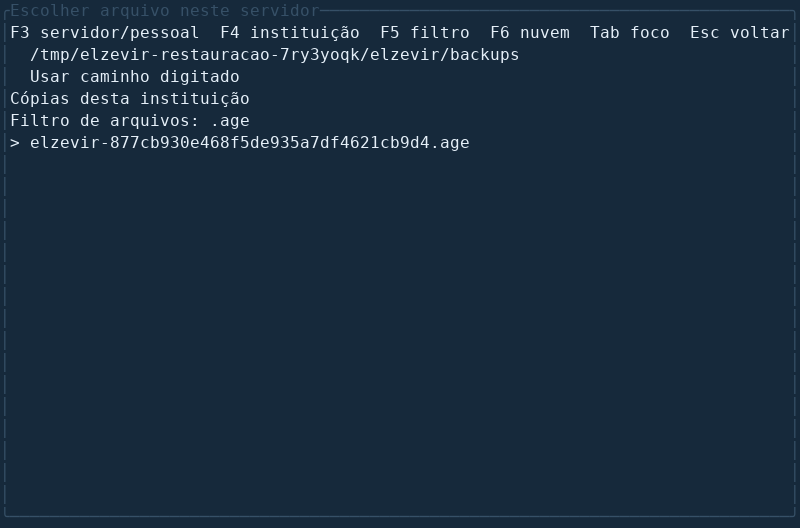 Escolher arquivo neste servidor
F3 servidor/pessoal  F4 instituição  F5 filtro  F6 nuvem  Tab foco  Esc voltar
/tmp/elzevir-restauracao-7ry3yoqk/elzevir/backups
Usar caminho digitado
Cópias desta instituição
Filtro de arquivos: .age
> elzevir-877cb930e468f5de935a7df4621cb9d4.age